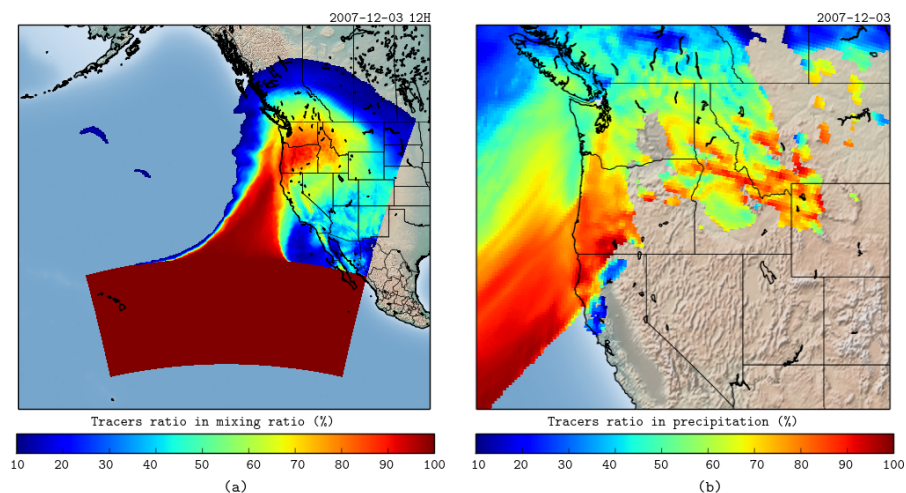 2007-12-03 12H
2007-12-03
Tracers ratio in mixing ratio (%)
Tracers ratio in precipitation (%)
10 20 30 40 50 60 70 80 90 100
10 20 30 40 50 60 70 80 90 100
(a)
(b)